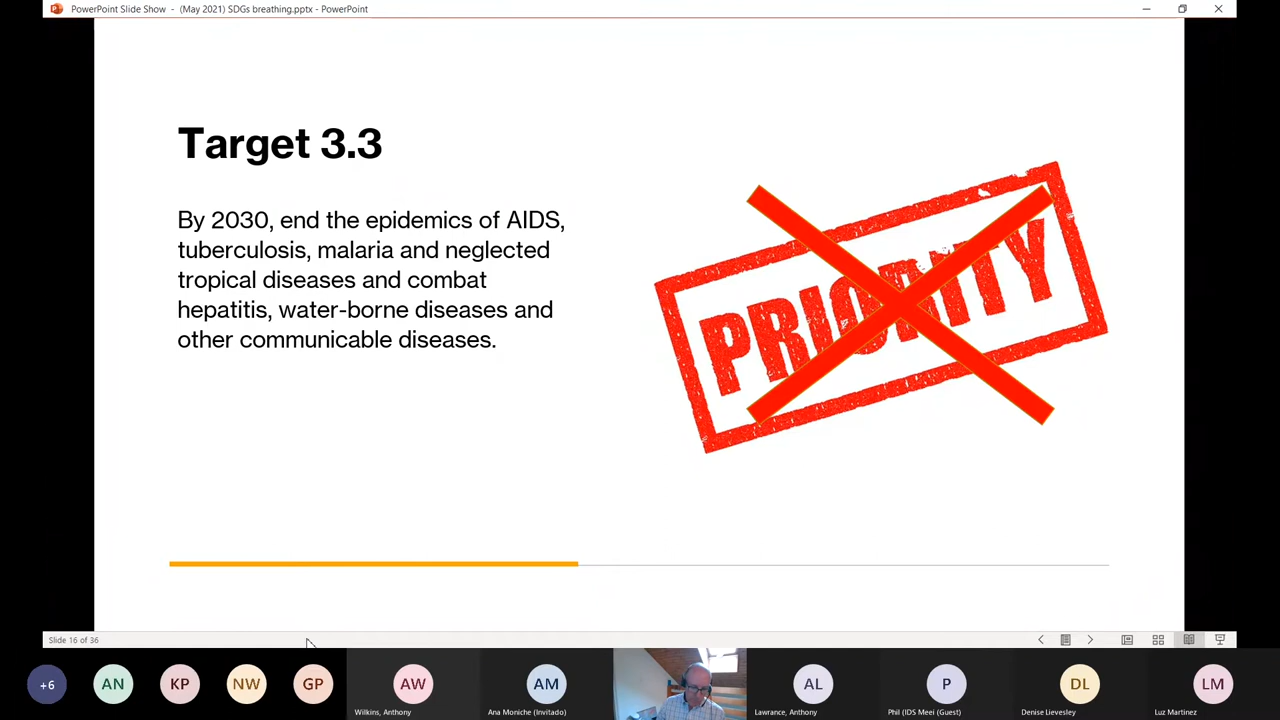 PowerPoint Slide Show - (May 2021) SDGs breathing.pptx - PowerPoint
Target 3.3
By 2030, end the epidemics of AIDS,
tuberculosis, malaria and neglected
tropical diseases and combat
hepatitis, water-borne diseases and
other communicable diseases.
PRIORITY
Slide 16 of 36
+6
AN
KP
NW
GP
AW
Wilkins, Anthony
AM
Ana Moniche (Invitado)
AL
Lawrance, Anthony
P
Phil (IDS Meei (Guest)
DL
Denise Lievesley
LM
Luz Martinez